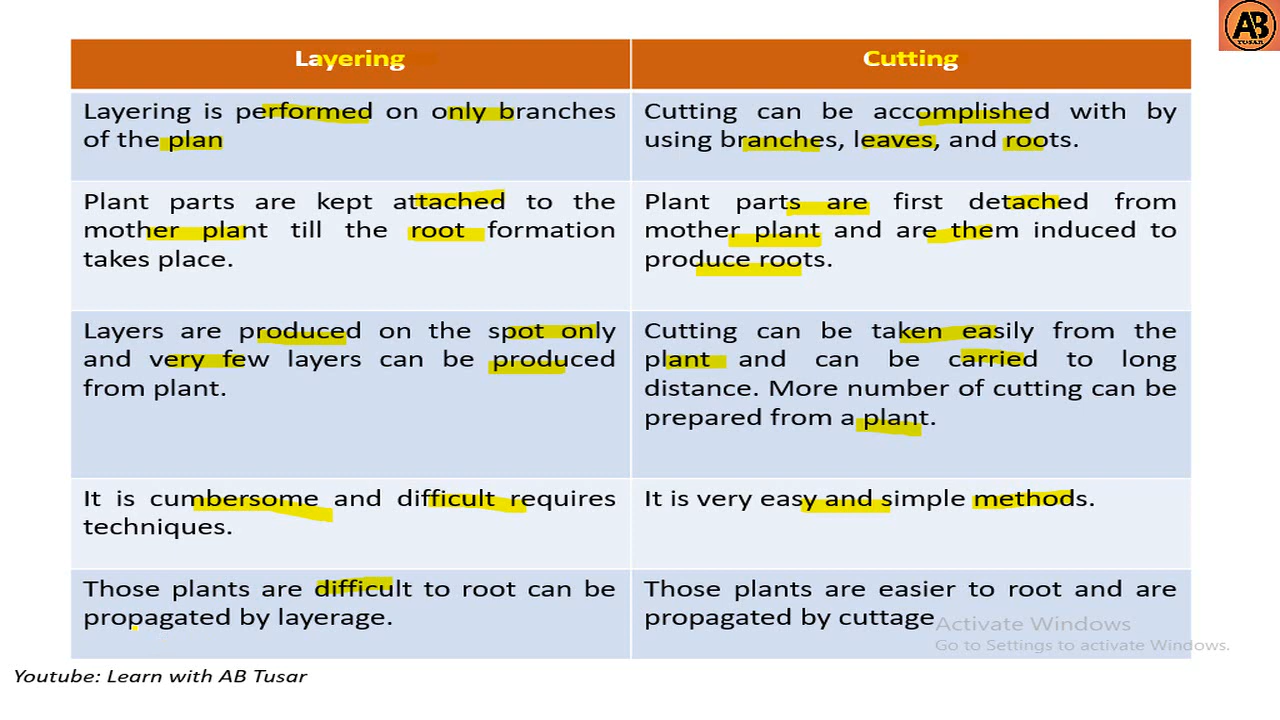 AB
TUSAR
Layering
Cutting
Layering is performed on only branches
of the plan
Cutting can be accomplished with by
using branches, leaves, and roots.
Plant parts are kept attached to the
mother plant till the root formation
takes place.
Plant parts are first detached from
mother plant and are them induced to
produce roots.
Layers are produced on the spot only
and very few layers can be produced
from plant.
Cutting can be taken easily from the
plant and can be carried to long
distance. More number of cutting can be
prepared from a plant.
It is cumbersome and difficult requires
techniques.
It is very easy and simple methods.
Those plants are difficult to root can be
propagated by layerage.
Those plants are easier to root and are
propagated by cuttage
Activate Windows
Go to Settings to activate Windows.
Youtube: Learn with AB Tusar